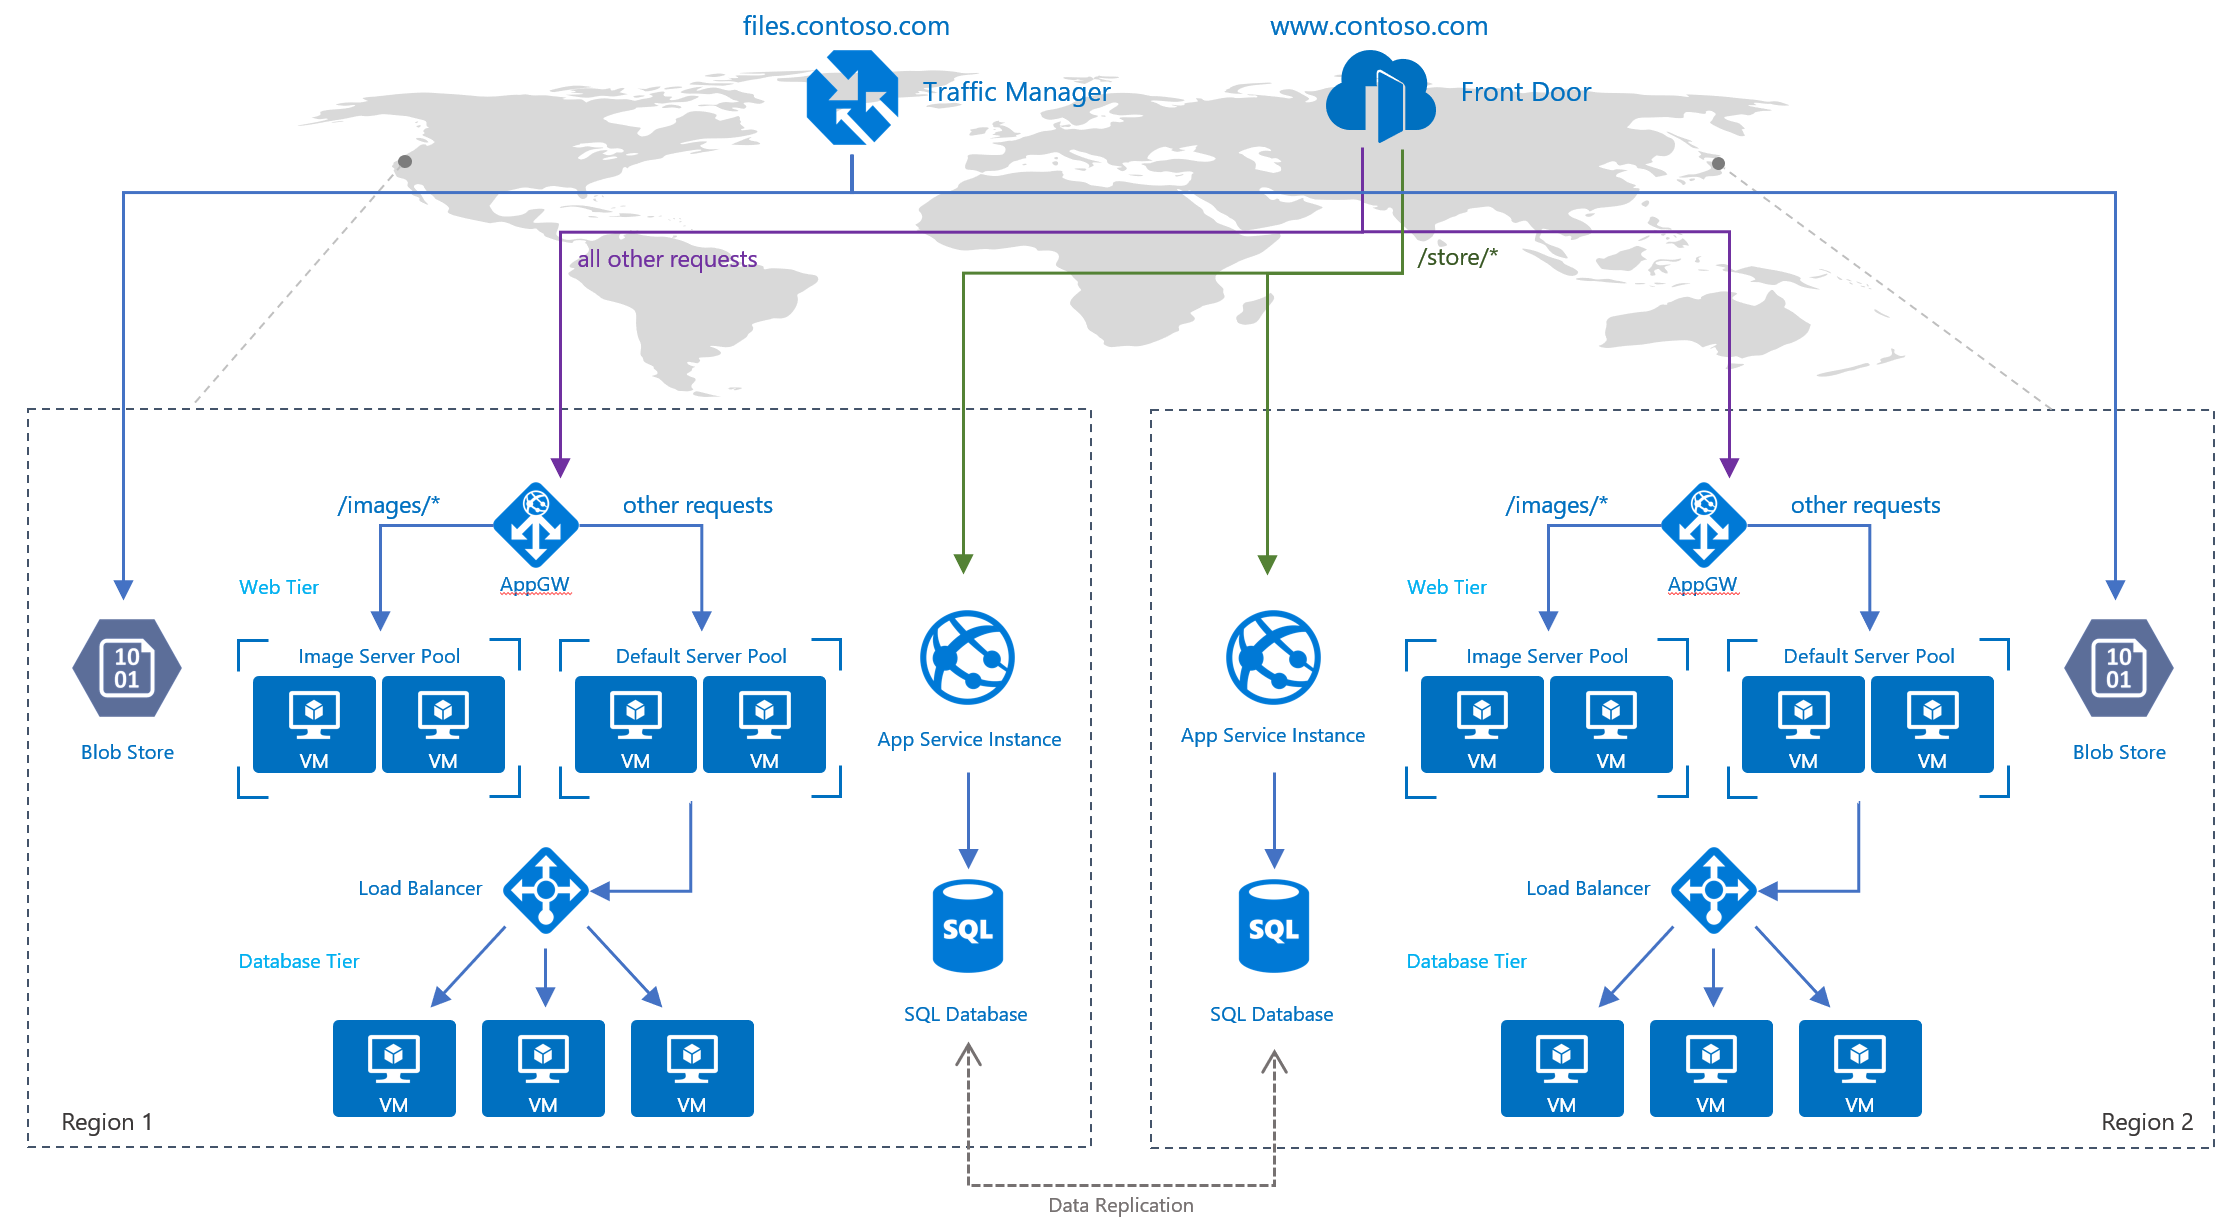 files.contoso.com
www.contoso.com
Traffic Manager
Front Door
all other requests
/store/*
/images/*
other requests
AppGW
Web Tier
Image Server Pool
Default Server Pool
VM
VM
VM
VM
10
01
Blob Store
App Service Instance
Load Balancer
SQL
SQL Database
Database Tier
VM
VM
VM
Region 1
/images/*
other requests
AppGW
Web Tier
App Service Instance
Image Server Pool
Default Server Pool
VM
VM
VM
VM
10
01
Blob Store
Load Balancer
SQL
SQL Database
Database Tier
VM
VM
VM
Region 2
Data Replication